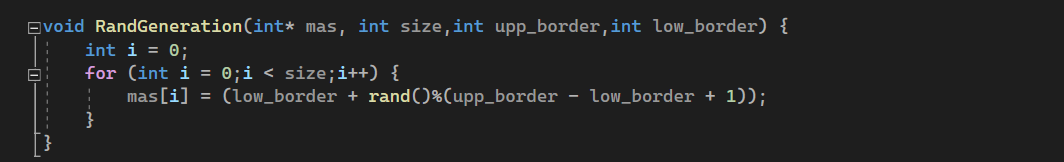 void RandGeneration(int* mas, int size,int upp_border,int low_border) {
    int i = 0;
    for (int i = 0;i < size;i++) {
        mas[i] = (low_border + rand()%(upp_border - low_border + 1));
    }
}